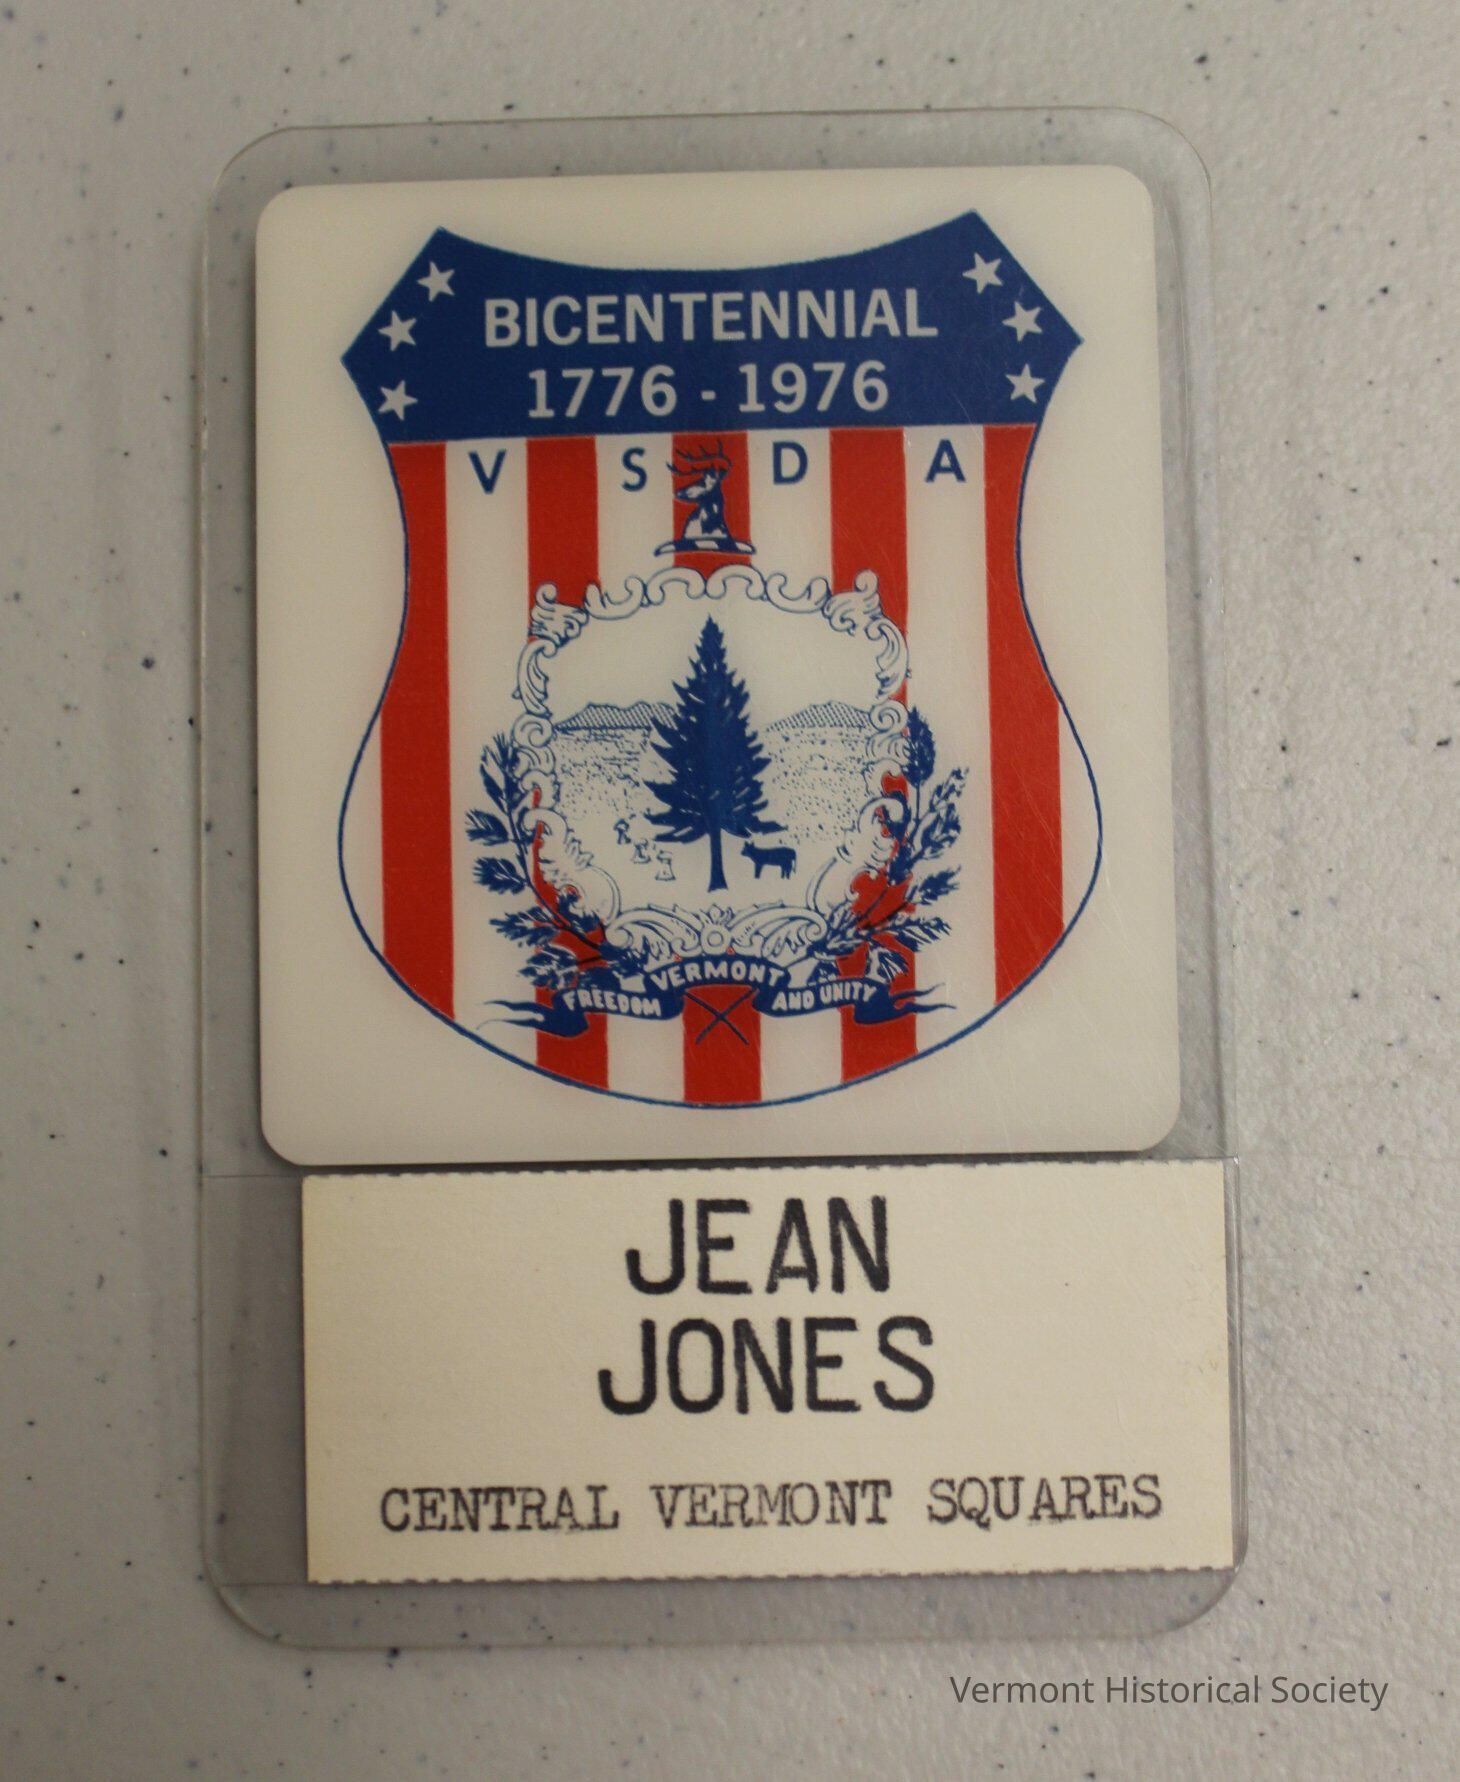 BICENTENNIAL
1776 - 1976
V S D A
VERMONT
FREEDOM AND UNITY
JEAN
JONES
CENTRAL VERMONT SQUARES
Vermont Historical Society